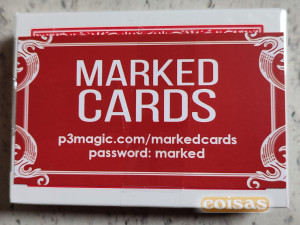 MARKED
CARDS
p3magic.com/markedcards
password: marked
coisas